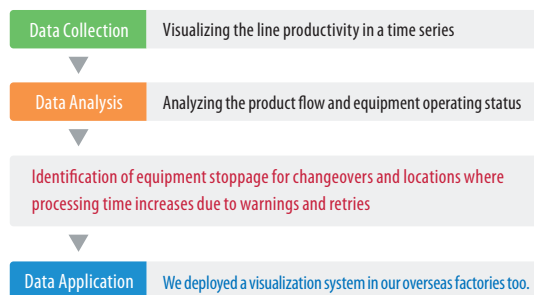 Data Collection Visualizing the line productivity in a time series
Data Analysis Analyzing the product flow and equipment operating status
Identification of equipment stoppage for changeovers and locations where
processing time increases due to warnings and retries
Data Application We deployed a visualization system in our overseas factories too.